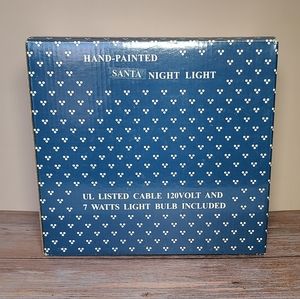 HAND-PAINTED
SANTA NIGHT LIGHT
UL LISTED CABLE 120VOLT AND
7 WATTS LIGHT BULB INCLUDED